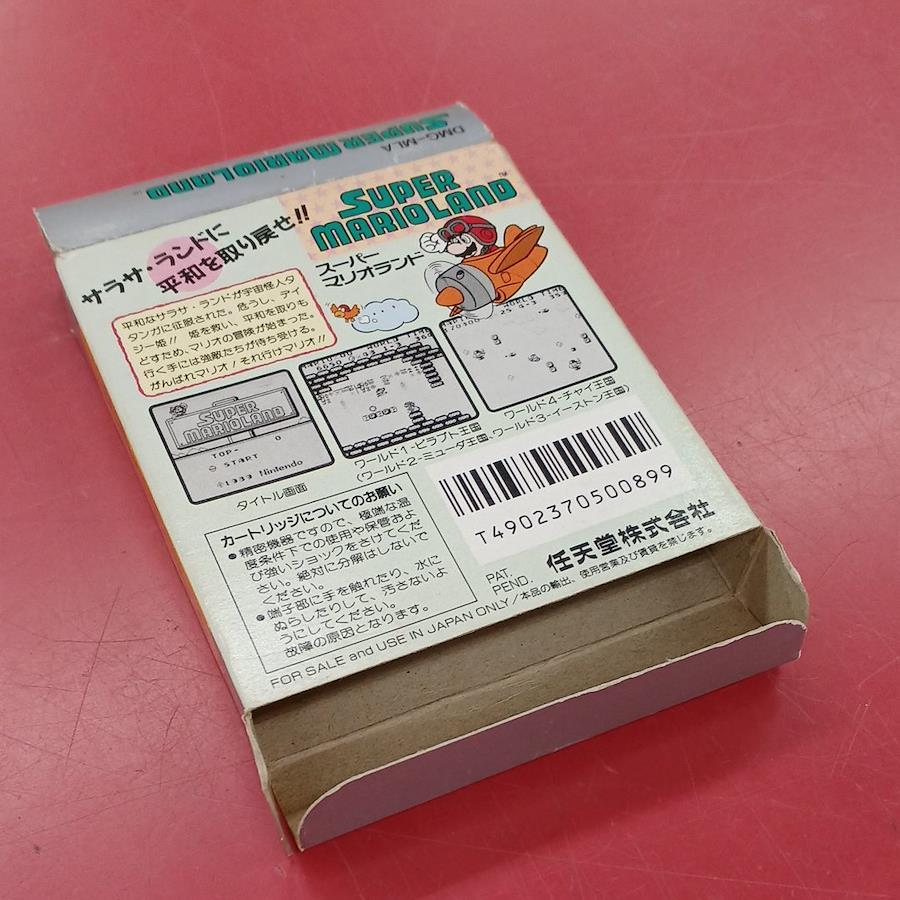 DMG-MLA
SUPER MARIOLAND™
SUPER
MARIOLAND™
スーパー
マリオランド
サラサ・ランドに
平和を取り戻せ!!
平和なサラサ・ランドが宇宙怪人タ
タンガに征服された。危うし、デイ
ジー姫!! 姫を救い、平和を取りも
どすため、マリオの冒険が始まった。
行く手には強敵たちが待ち受ける。
がんばれマリオ! それ行けマリオ!!
SUPER
MARIOLAND
TOP- 0
START
©1989 Nintendo
タイトル画面
ワールド1-ビラブト王国
(ワールド2-ミューダ王国、ワールド3-イーストン王国)
ワールド4-チャイ王国
カートリッジについてのお願い
●精密機器ですので、極端な温
度条件下での使用や保管およ
び強いショックをさけてくだ
さい。絶対に分解はしないで
ください。
●端子部に手を触れたり、水に
ぬらしたりして、汚さないよ
うにしてください。
故障の原因となります。
T4902370500899
PAT.
PEND.
任天堂株式会社
FOR SALE and USE IN JAPAN ONLY/本品の輸出、使用営業及び賃貸を禁じます。